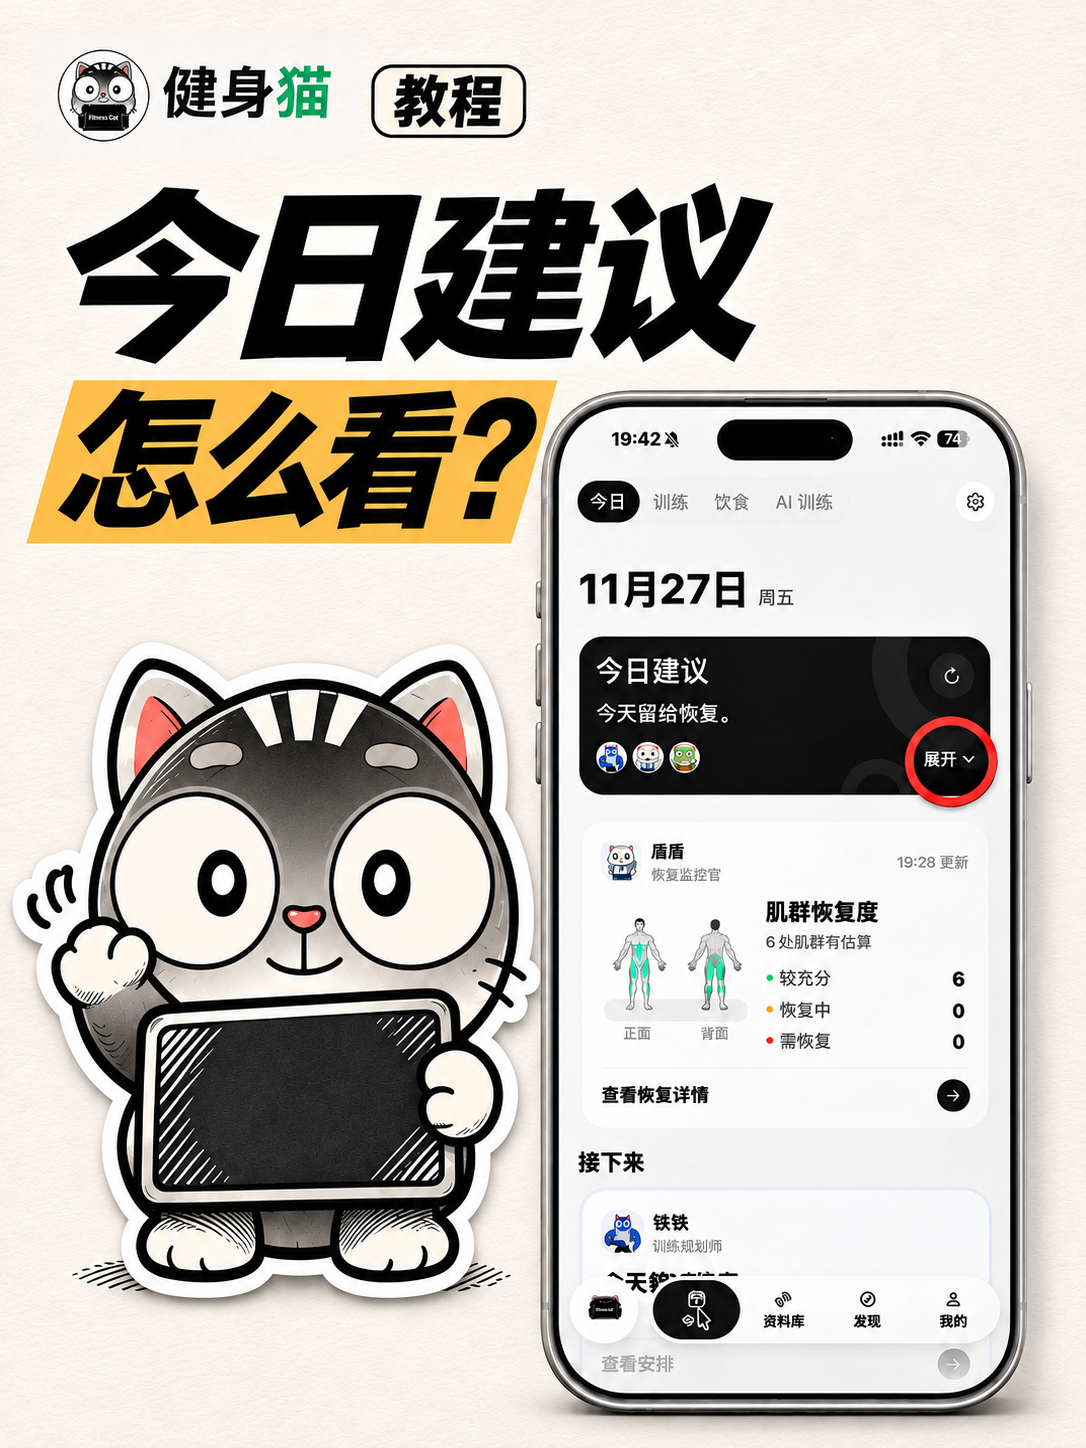 Fitness Cat
健身猫
教程
今日建议
怎么看?
19:42
74
今日 训练 饮食 AI 训练
11月27日 周五
今日建议
今天留给恢复。
展开
盾盾
恢复监控官
19:28 更新
肌群恢复度
6 处肌群有估算
较充分 6
恢复中 0
需恢复 0
正面 背面
查看恢复详情
接下来
铁铁
训练规划师
资料库 发现 我的
查看安排